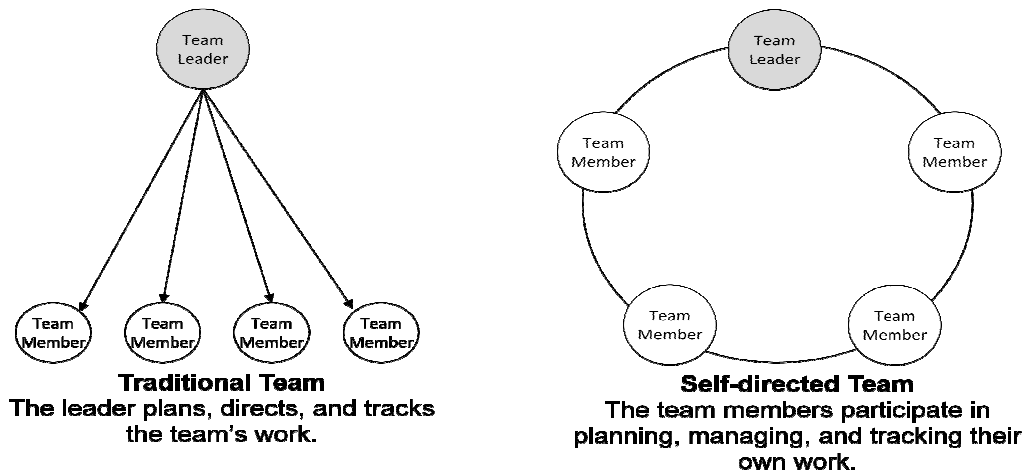 Team
Leader
Team
Member
Team
Member
Team
Member
Team
Member
Traditional Team
The leader plans, directs, and tracks
the team's work.
Team
Leader
Team
Member
Team
Member
Team
Member
Team
Member
Self-directed Team
The team members participate in
planning, managing, and tracking their
own work.